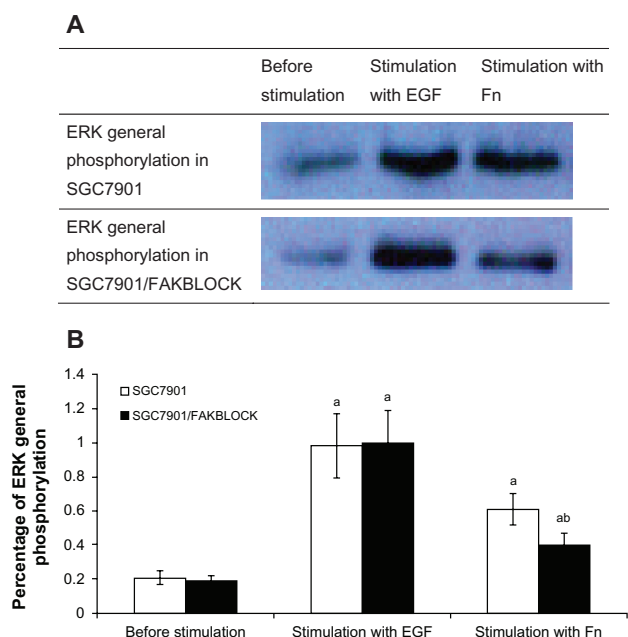 A
Before stimulation
Stimulation with EGF
Stimulation with Fn
ERK general
phosphorylation in
SGC7901
ERK general
phosphorylation in
SGC7901/FAKBLOCK
B
Percentage of ERK general
phosphorylation
1.4
1.2
1
0.8
0.6
0.4
0.2
0
SGC7901
SGC7901/FAKBLOCK
a
a
a
ab
Before stimulation
Stimulation with EGF
Stimulation with Fn